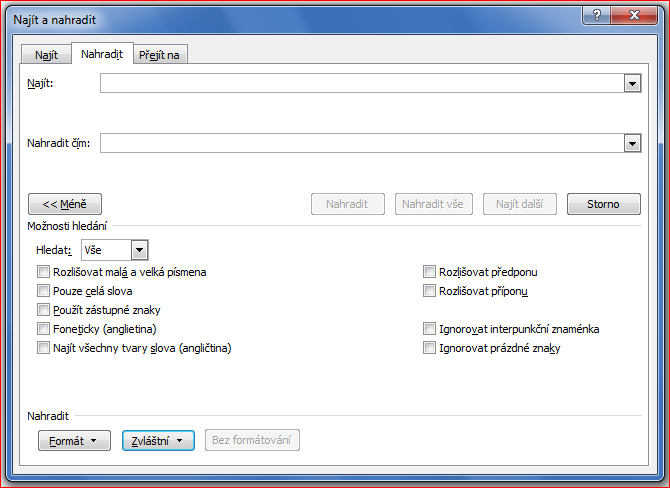 Najít a nahradit
Najít Nahradit Přejít na
Najít:
Nahradit čím:
<< Méně Nahradit Nahradit vše Najít další Storno
Možnosti hledání
Hledat: Vše
Rozlišovat malá a velká písmena Rozlišovat předponu
Pouze celá slova Rozlišovat příponu
Použít zástupné znaky
Foneticky (anglietina) Ignorovat interpunkční znaménka
Najít všechny tvary slova (angličtina) Ignorovat prázdné znaky
Nahradit
Formát Zvláštní Bez formátování